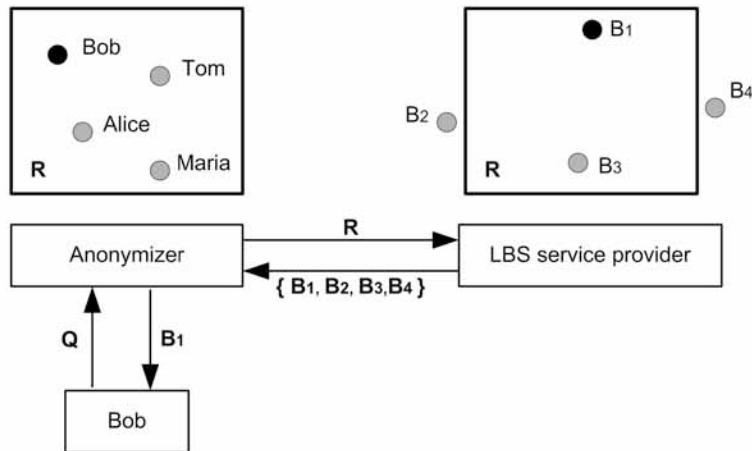 Bob
Tom
Alice
Maria
R
B1
B2
B4
B3
R
Anonymizer
R
{ B1, B2, B3,B4 }
LBS service provider
Q
B1
Bob